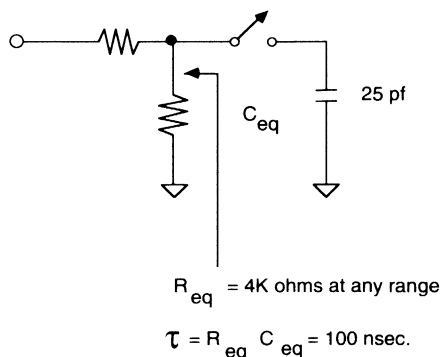 25 pf
C eq
R eq = 4K ohms at any range
τ = R eq C eq = 100 nsec.